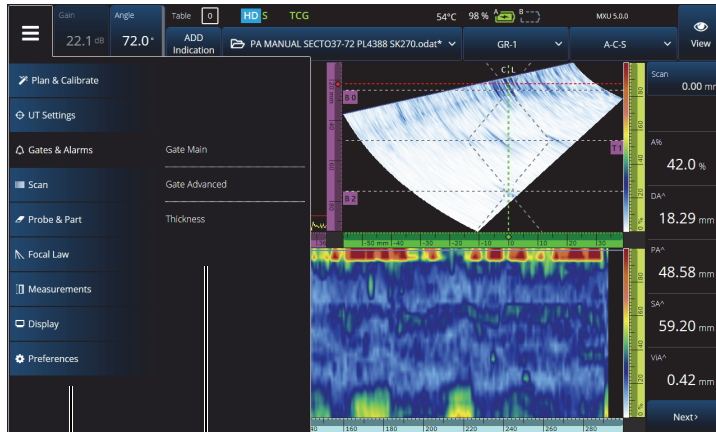 Gain
22.1 dB
Angle
72.0°
Table 0
ADD
Indication
HD S TCG
54°C 98 % A B
MXU 5.0.0
PA MANUAL SECTO37-72 PL4388 SK270.odat*
GR-1
A-C-S
View
Plan & Calibrate
UT Settings
Gates & Alarms
Scan
Probe & Part
Focal Law
Measurements
Display
Preferences
Gate Main
Gate Advanced
Thickness
C L
B 0
T 1
B 2
-50 mm -40 -30 -20 -10 0 10 20 30
140 160 180 200 220 240 260 280
Scan
0.00 mm
A%
42.0 %
DA^
18.29 mm
PA^
48.58 mm
SA^
59.20 mm
ViA^
0.42 mm
Next>